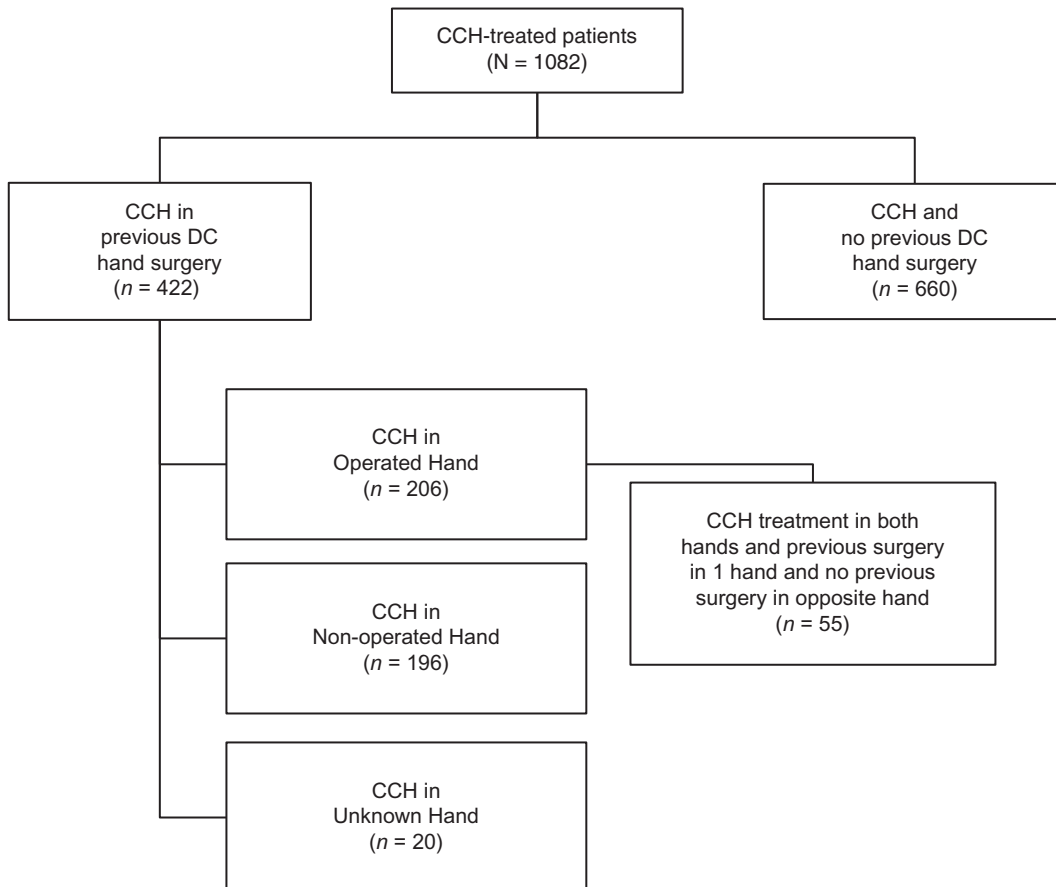 CCH-treated patients
(N = 1082)
CCH in
previous DC
hand surgery
(n = 422)
CCH and
no previous DC
hand surgery
(n = 660)
CCH in
Operated Hand
(n = 206)
CCH treatment in both
hands and previous surgery
in 1 hand and no previous
surgery in opposite hand
(n = 55)
CCH in
Non-operated Hand
(n = 196)
CCH in
Unknown Hand
(n = 20)